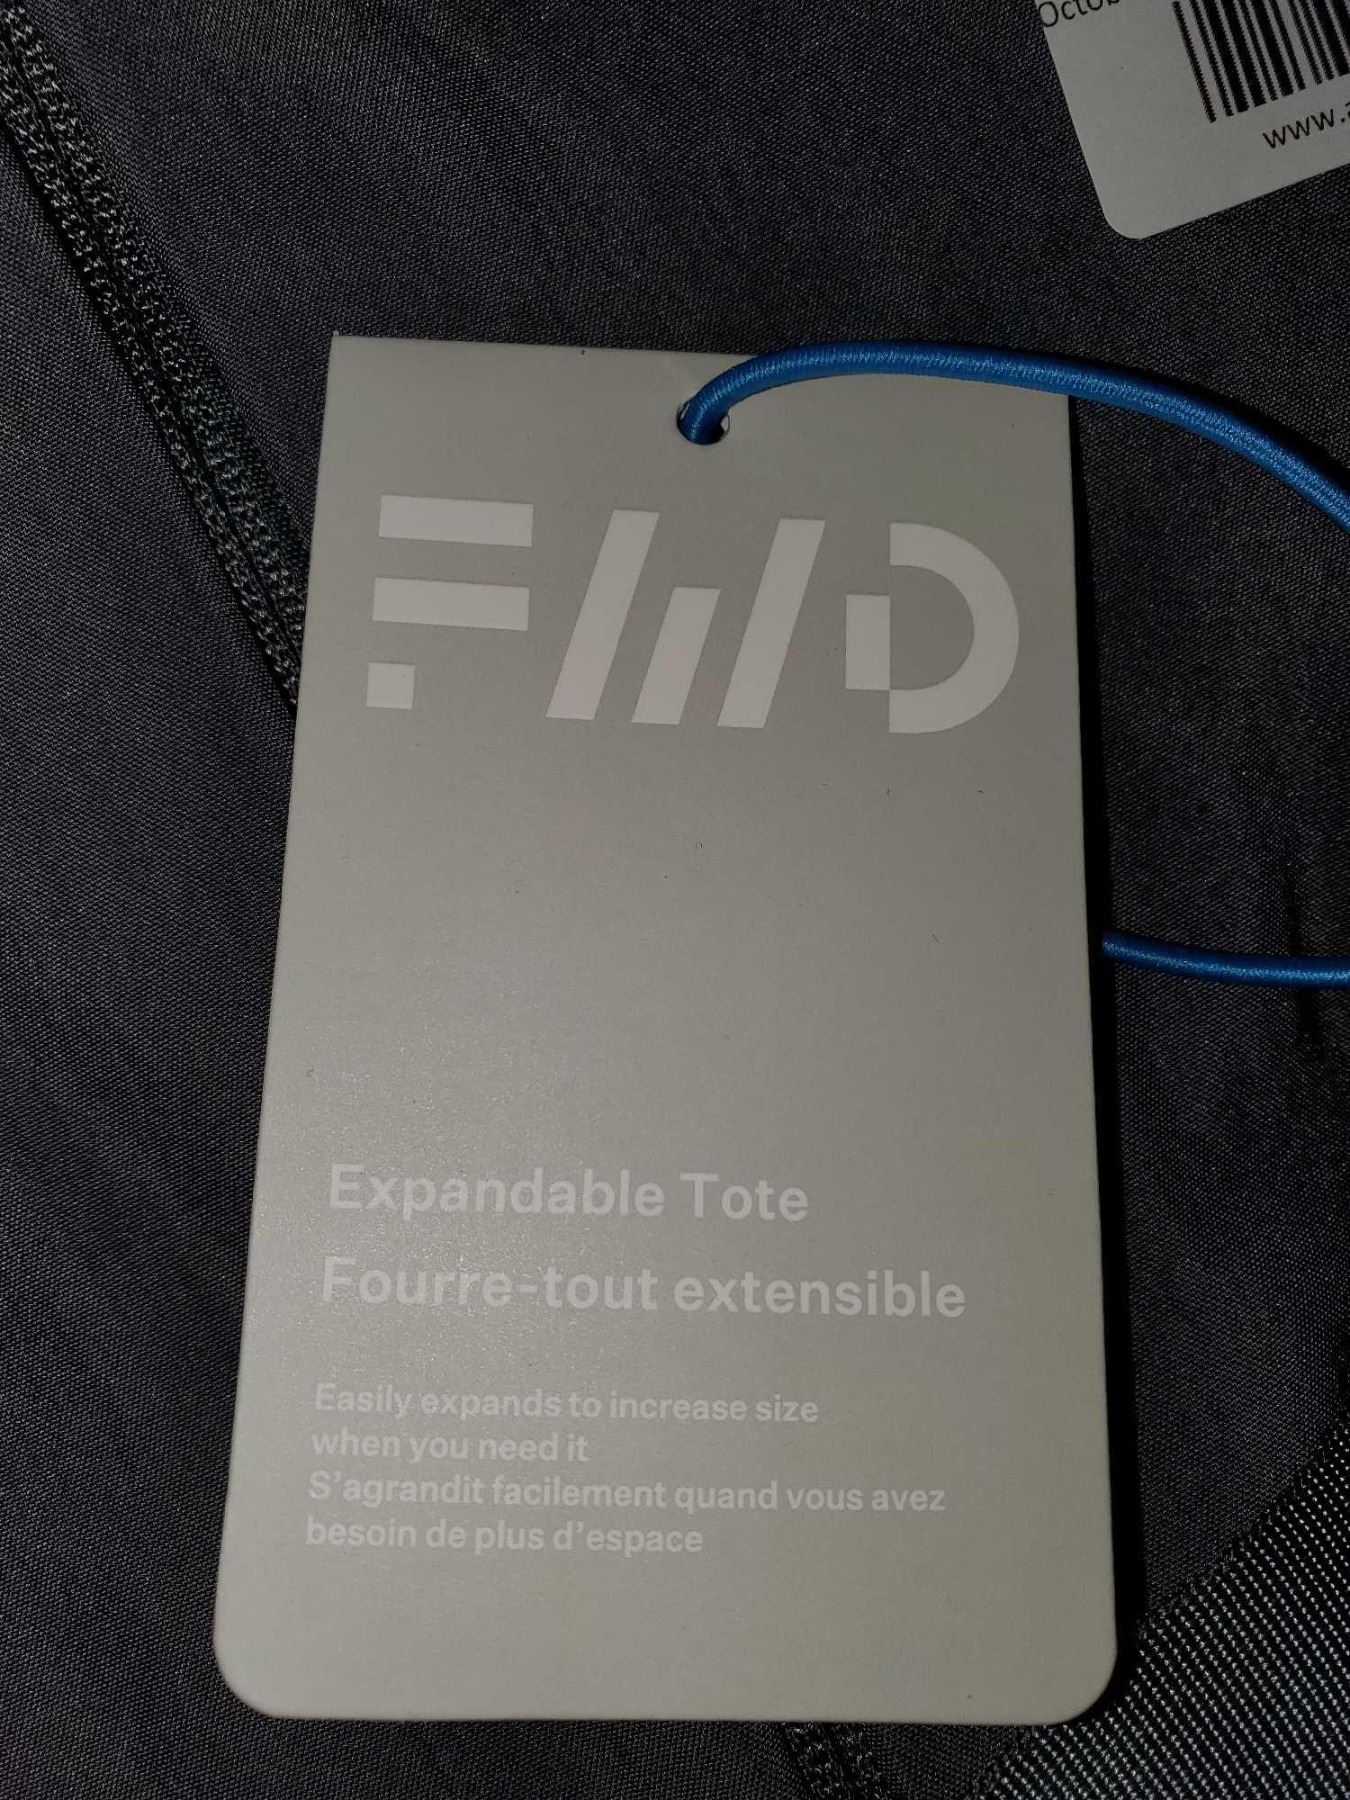 www.
FWD
Expandable Tote
Fourre-tout extensible
Easily expands to increase size
when you need it
S'agrandit facilement quand vous avez
besoin de plus d'espace